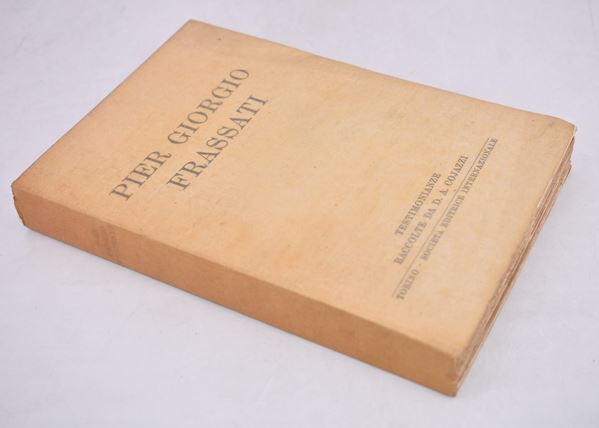 PIER GIORGIO
FRASSATI
TESTIMONIANZE
RACCOLTE DA D. A. COJAZZI
TORINO - SOCIETÀ EDITRICE INTERNAZIONALE